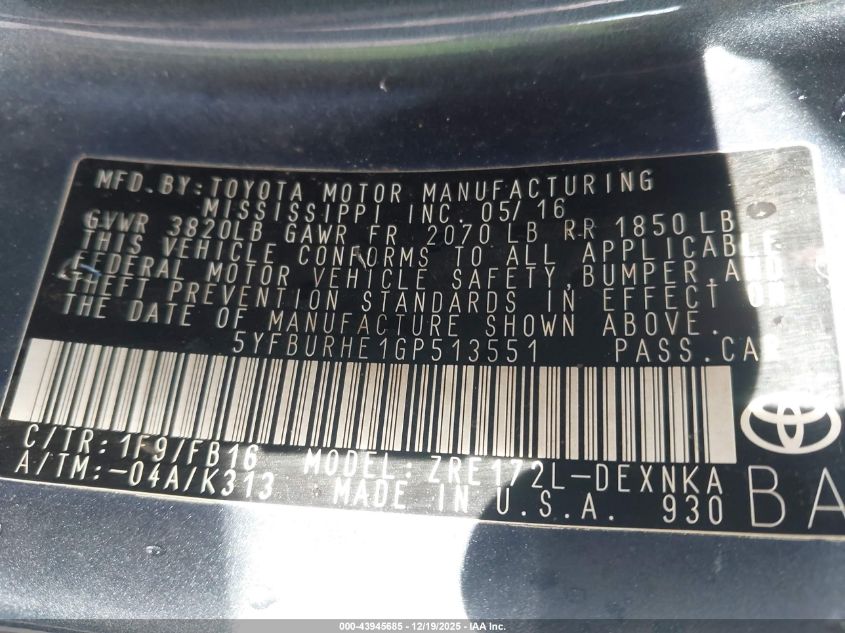 MFD.BY:TOYOTA MOTOR MANUFACTURING
MISSISSIPPI INC. 05/16
GVWR 3820LB GAWR FR 2070 LB RR 1850 LB
THIS VEHICLE CONFORMS TO ALL APPLICABLE
FEDERAL MOTOR VEHICLE SAFETY,BUMPER,AND
THEFT PREVENTION STANDARDS IN EFFECT ON
THE DATE OF MANUFACTURE SHOWN ABOVE.
5YFBURHE1GP513551 PASS.CAR
C/TR:1F9/FB16 MODEL:ZRE172L-DEXNKA
A/TM:-04A/K313 MADE IN U.S.A. 930
BA
000-43945685 - 12/19/2025 - IAA Inc.